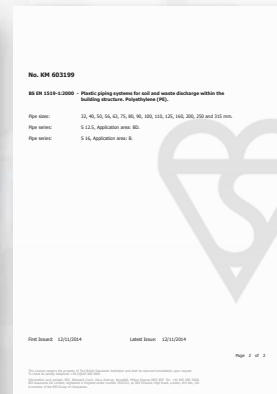 No. KM 603199
BS EN 1519-1:2000 - Plastic piping systems for soil and waste discharge within the
building structure. Polyethylene (PE).
Pipe sizes: 32, 40, 50, 56, 63, 75, 80, 90, 100, 110, 125, 160, 200, 250 and 315 mm.
Pipe series: S 12.5, Application area: BD.
Pipe series: S 16, Application area: B.
First Issued: 12/11/2014 Latest Issue: 12/11/2014
Page 2 of 2